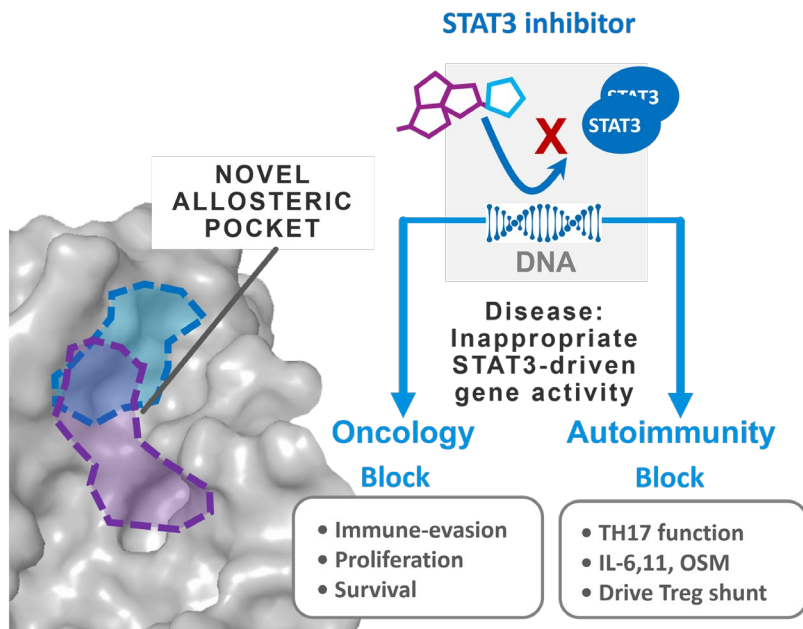 STAT3 inhibitor
STAT3
STAT3
X
NOVEL
ALLOSTERIC
POCKET
DNA
Disease:
Inappropriate
STAT3-driven
gene activity
Oncology
Block
• Immune-evasion
• Proliferation
• Survival
Autoimmunity
Block
• TH17 function
• IL-6,11, OSM
• Drive Treg shunt